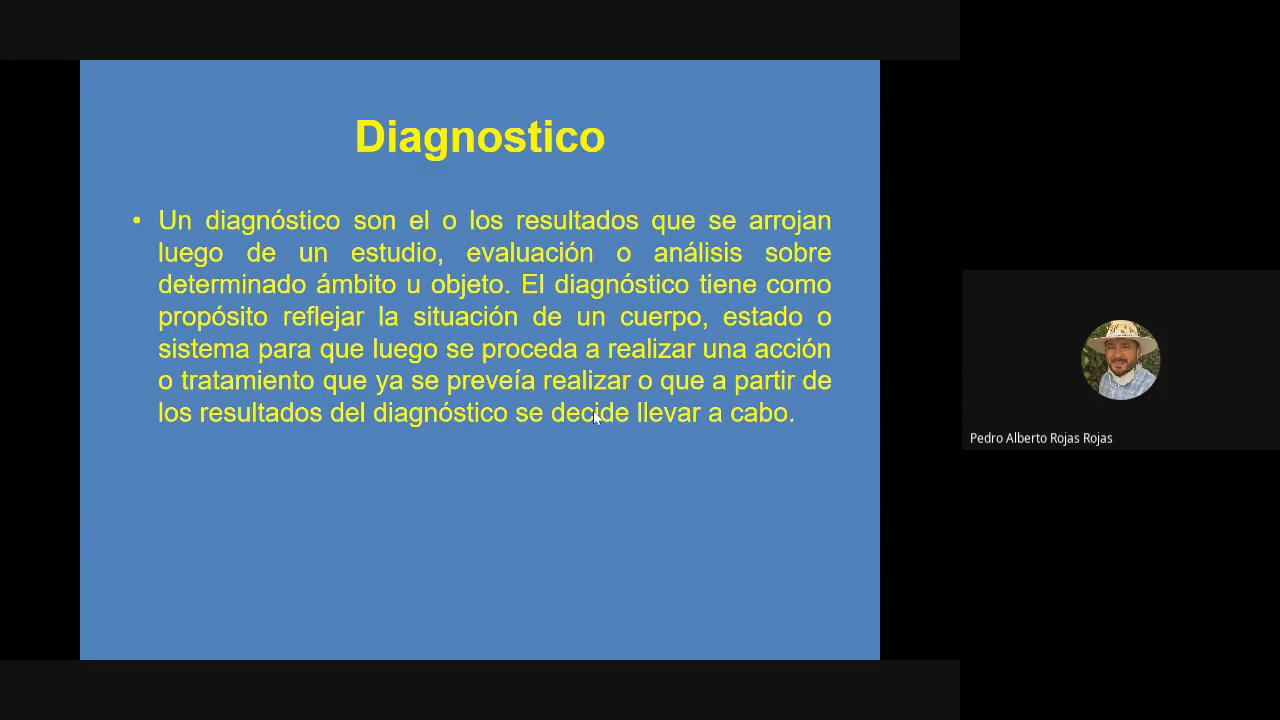 Diagnostico
• Un diagnóstico son el o los resultados que se arrojan
luego de un estudio, evaluación o análisis sobre
determinado ámbito u objeto. El diagnóstico tiene como
propósito reflejar la situación de un cuerpo, estado o
sistema para que luego se proceda a realizar una acción
o tratamiento que ya se preveía realizar o que a partir de
los resultados del diagnóstico se decide llevar a cabo.
Pedro Alberto Rojas Rojas